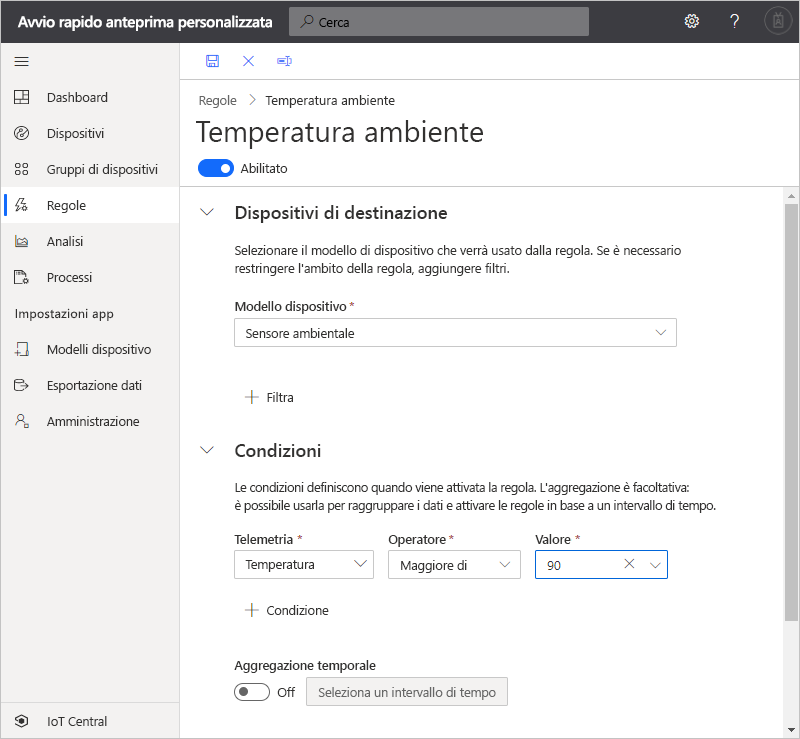 Avvio rapido anteprima personalizzata
Cerca
?
Dashboard
Dispositivi
Gruppi di dispositivi
Regole
Analisi
Processi
Impostazioni app
Modelli dispositivo
Esportazione dati
Amministrazione
IoT Central
Regole > Temperatura ambiente
Temperatura ambiente
Abilitato
Dispositivi di destinazione
Selezionare il modello di dispositivo che verrà usato dalla regola. Se è necessario
restringere l'ambito della regola, aggiungere filtri.
Modello dispositivo *
Sensore ambientale
+ Filtra
Condizioni
Le condizioni definiscono quando viene attivata la regola. L'aggregazione è facoltativa:
è possibile usarla per raggruppare i dati e attivare le regole in base a un intervallo di tempo.
Telemetria * Operatore * Valore *
Temperatura Maggiore di 90
+ Condizione
Aggregazione temporale
Off Seleziona un intervallo di tempo